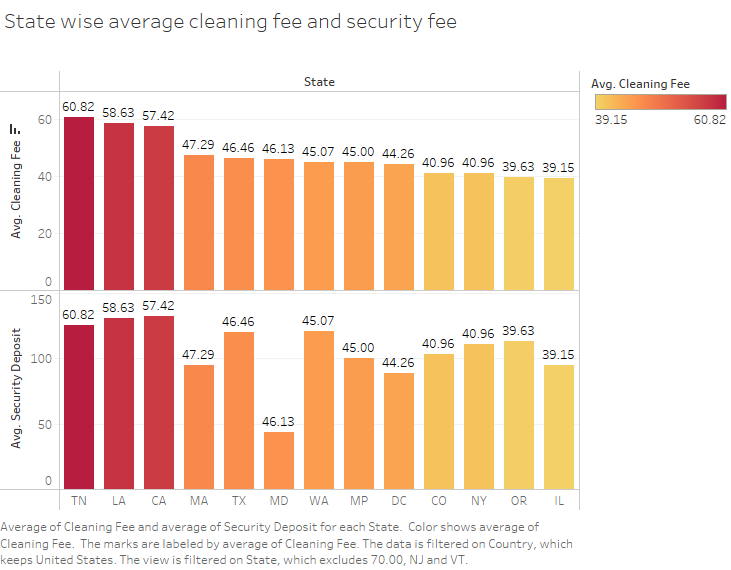 State wise average cleaning fee and security fee
State
Avg. Cleaning Fee
39.15 60.82
Avg. Cleaning Fee
60
40
20
0
60.82 58.63 57.42 47.29 46.46 46.13 45.07 45.00 44.26 40.96 40.96 39.63 39.15
Avg. Security Deposit
150
100
50
0
60.82 58.63 57.42 47.29 46.46 46.13 45.07 45.00 44.26 40.96 40.96 39.63 39.15
TN LA CA MA TX MD WA MP DC CO NY OR IL
Average of Cleaning Fee and average of Security Deposit for each State. Color shows average of
Cleaning Fee. The marks are labeled by average of Cleaning Fee. The data is filtered on Country, which
keeps United States. The view is filtered on State, which excludes 70.00, NJ and VT.